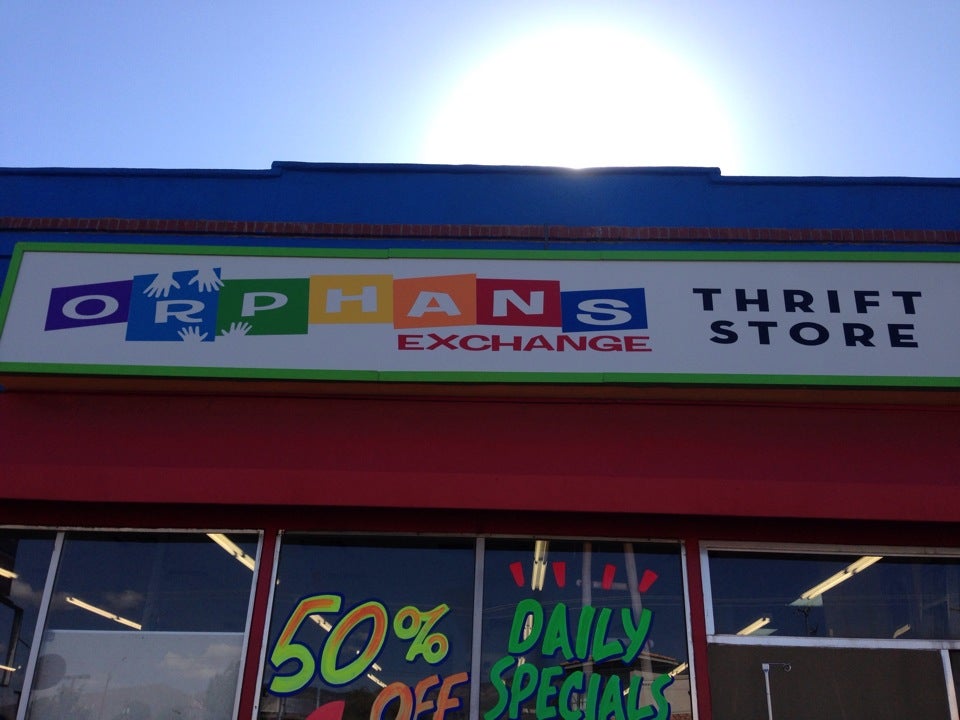 ORPHANS
EXCHANGE
THRIFT
STORE
50%
OFF
DAILY
SPECIALS